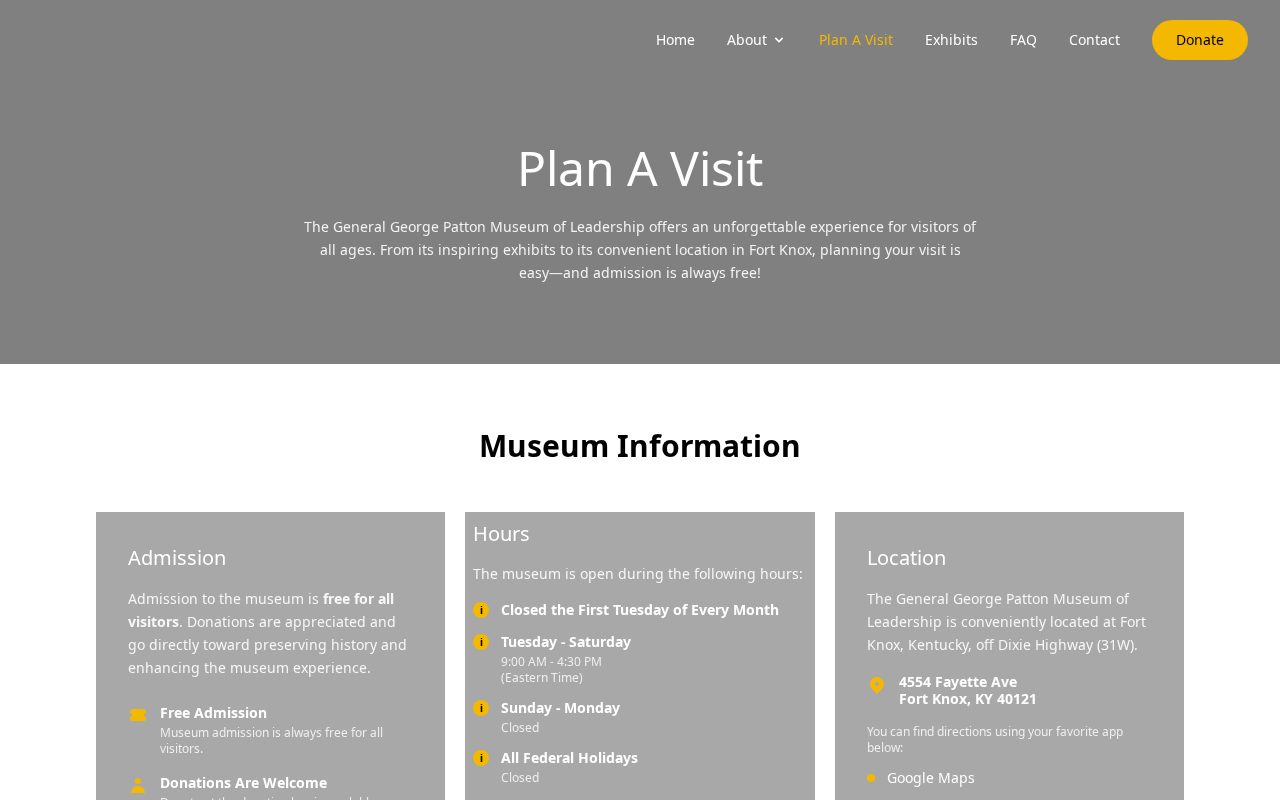 Home About Plan A Visit Exhibits FAQ Contact Donate
Plan A Visit
The General George Patton Museum of Leadership offers an unforgettable experience for visitors of
all ages. From its inspiring exhibits to its convenient location in Fort Knox, planning your visit is
easy—and admission is always free!
Museum Information
Admission
Admission to the museum is free for all
visitors. Donations are appreciated and
go directly toward preserving history and
enhancing the museum experience.
Free Admission
Museum admission is always free for all
visitors.
Donations Are Welcome
Hours
The museum is open during the following hours:
Closed the First Tuesday of Every Month
Tuesday - Saturday
9:00 AM - 4:30 PM
(Eastern Time)
Sunday - Monday
Closed
All Federal Holidays
Closed
Location
The General George Patton Museum of
Leadership is conveniently located at Fort
Knox, Kentucky, off Dixie Highway (31W).
4554 Fayette Ave
Fort Knox, KY 40121
You can find directions using your favorite app
below:
Google Maps